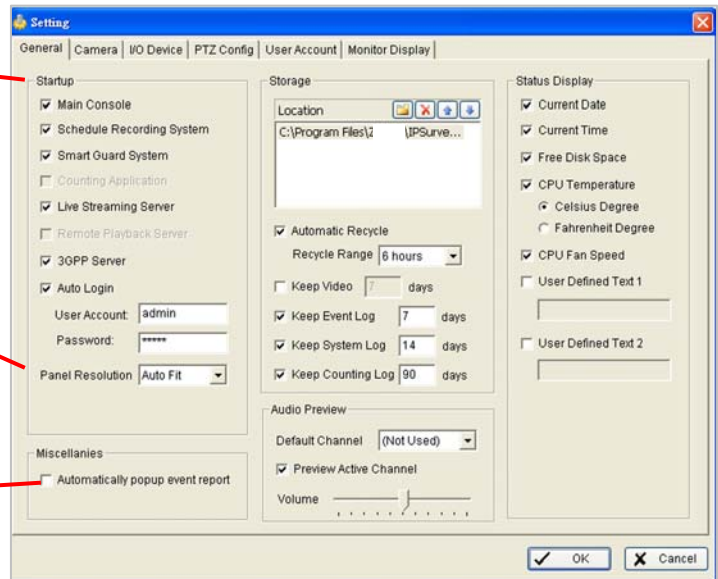 Setting
General Camera I/O Device PTZ Config User Account Monitor Display
Startup
Main Console
Schedule Recording System
Smart Guard System
Counting Application
Live Streaming Server
Remote Playback Server
3GPP Server
Auto Login
User Account: admin
Password: *****
Panel Resolution Auto Fit
Miscellanies
Automatically popup event report
Storage
Location
C:\Program Files\Z \IPSurve...
Automatic Recycle
Recycle Range 6 hours
Keep Video 7 days
Keep Event Log 7 days
Keep System Log 14 days
Keep Counting Log 90 days
Audio Preview
Default Channel (Not Used)
Preview Active Channel
Volume
Status Display
Current Date
Current Time
Free Disk Space
CPU Temperature
Celsius Degree
Fahrenheit Degree
CPU Fan Speed
User Defined Text 1
User Defined Text 2
OK Cancel